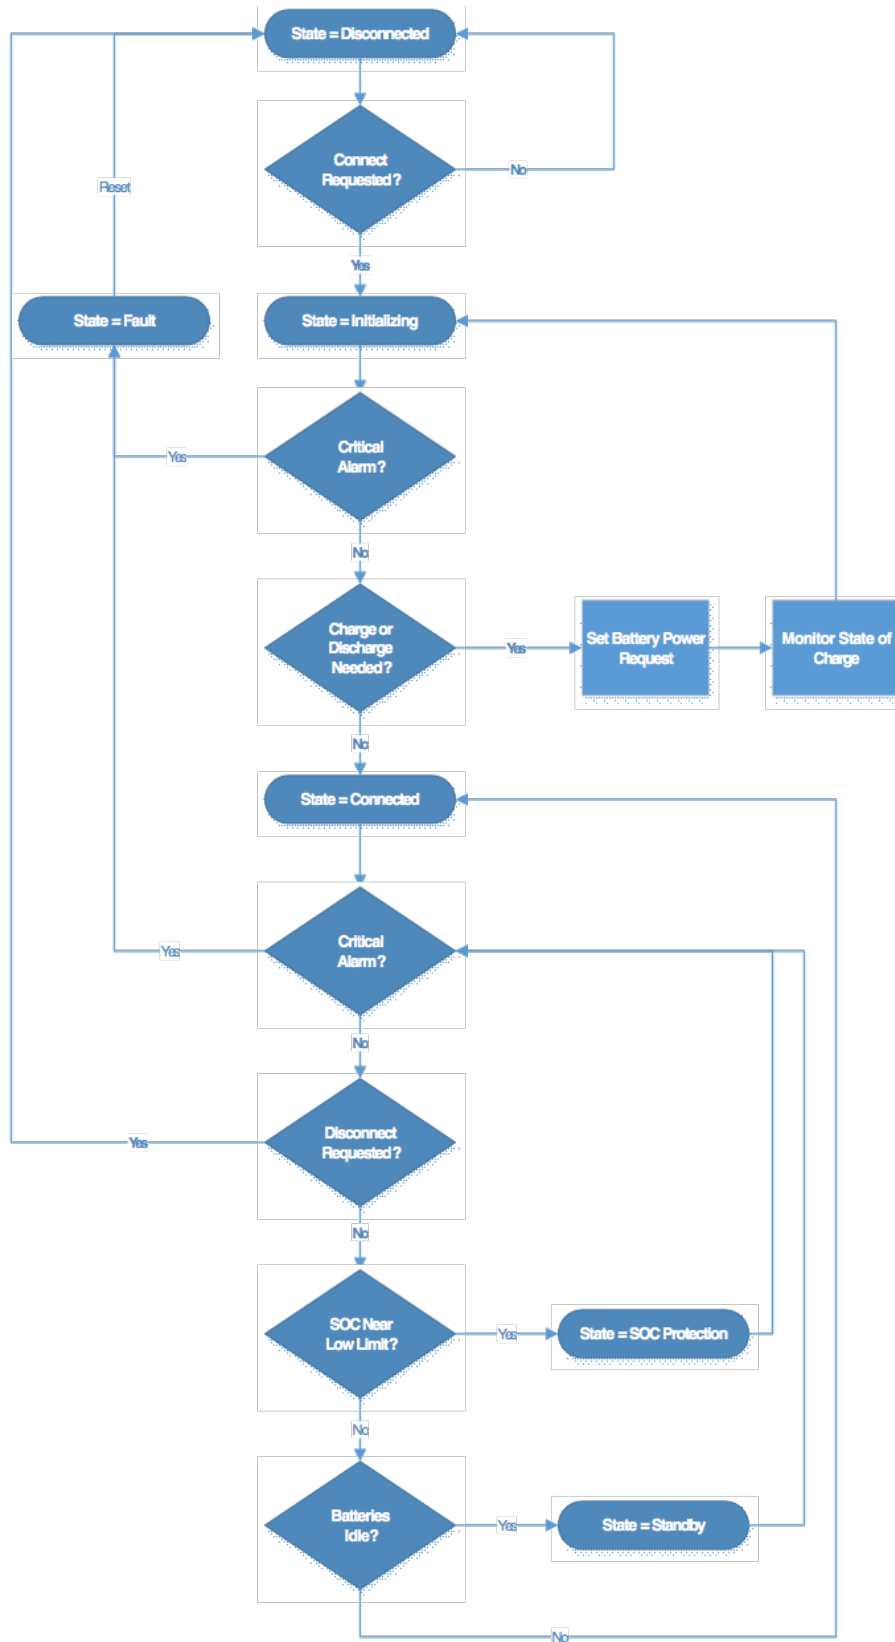 State = Disconnected
Connect
Requested?
No
Reset
Yes
State = Fault
State = Initializing
Critical
Alarm?
Yes
No
Charge or
Discharge
Needed?
Yes
Set Battery Power
Request
Monitor State of
Charge
No
State = Connected
Critical
Alarm?
Yes
No
Disconnect
Requested?
Yes
No
SOC Near
Low Limit?
Yes
State = SOC Protection
No
Batteries
Idle?
Yes
State = Standby
No